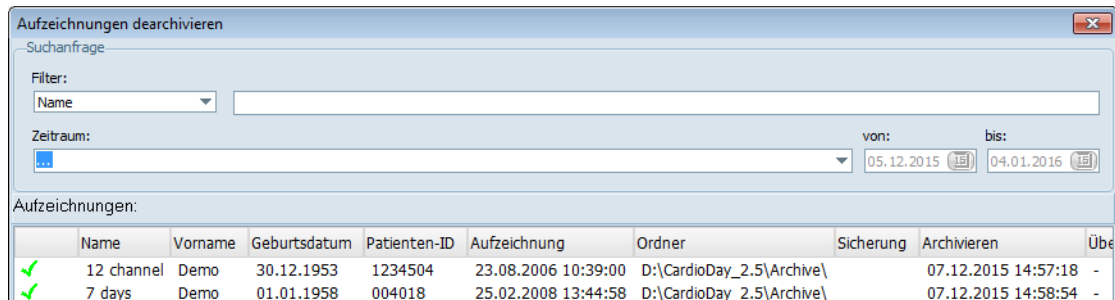 Aufzeichnungen dearchivieren
Suchanfrage
Filter:
Name
Zeitraum: von: bis:
... 05.12.2015 15 04.01.2016 15
Aufzeichnungen:
Name Vorname Geburtsdatum Patienten-ID Aufzeichnung Ordner Sicherung Archivieren Übe
12 channel Demo 30.12.1953 1234504 23.08.2006 10:39:00 D:\CardioDay_2.5\Archive\ 07.12.2015 14:57:18 -
7 days Demo 01.01.1958 004018 25.02.2008 13:44:58 D:\CardioDay_2.5\Archive\ 07.12.2015 14:58:54 -